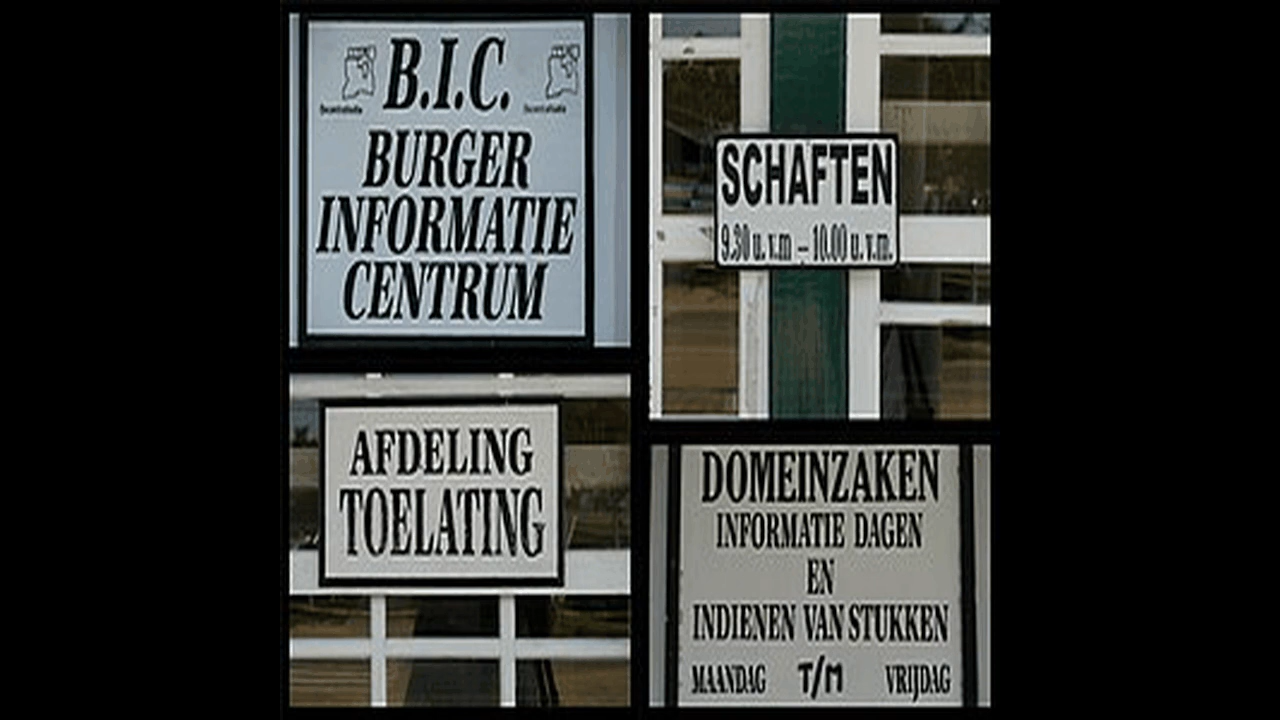 B.I.C.
BURGER
INFORMATIE
CENTRUM
SCHAFTEN
9.30 u.v.m – 10.00 u.v.m.
AFDELING
TOELATING
DOMEINZAKEN
INFORMATIE DAGEN
EN
INDIENEN VAN STUKKEN
MAANDAG T/M VRIJDAG